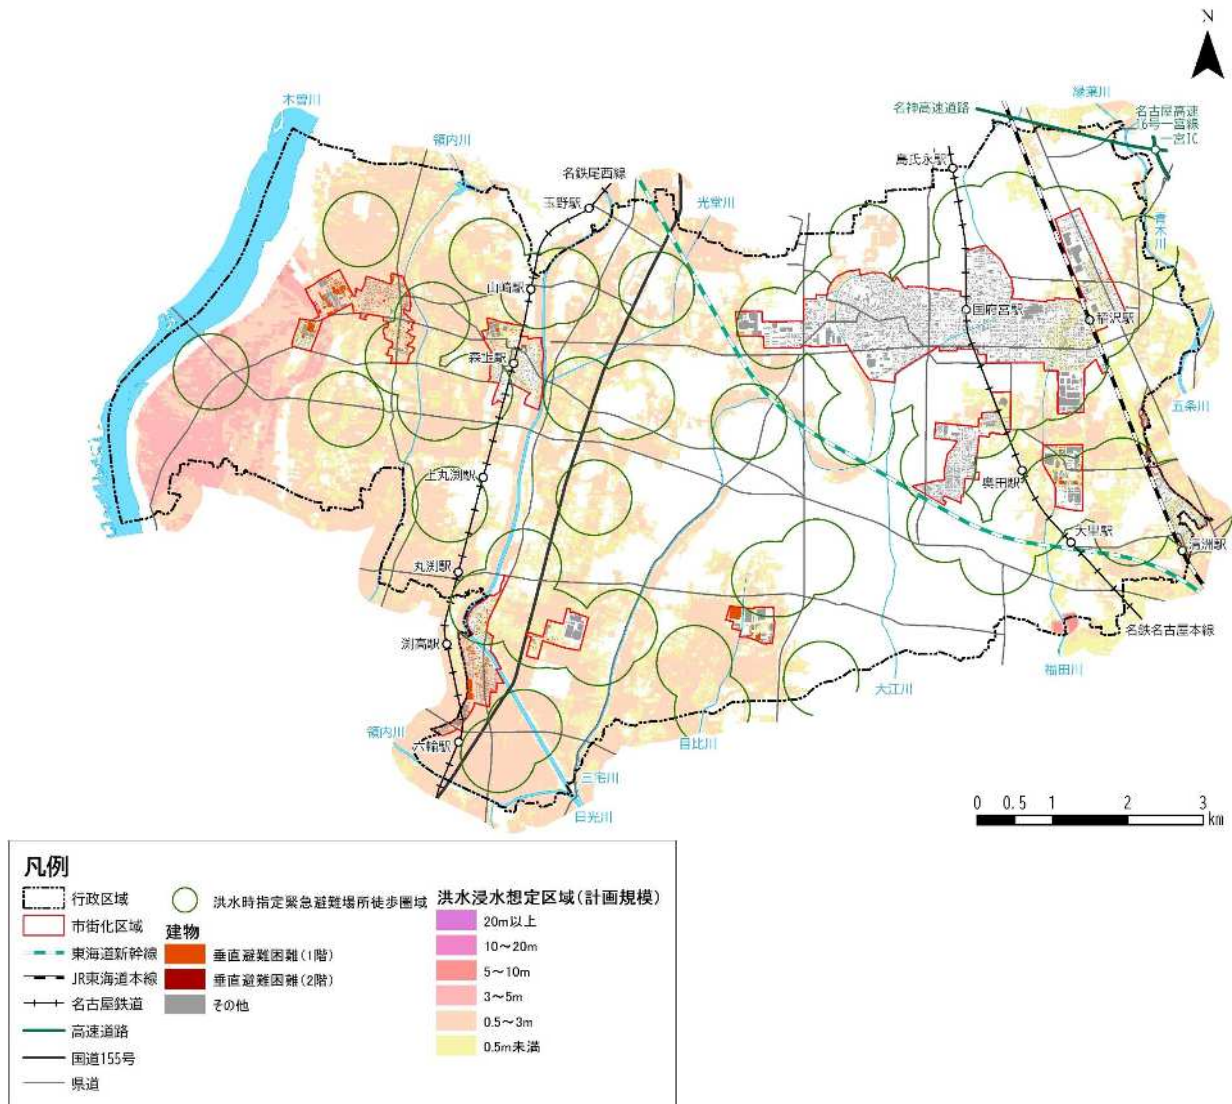 N
木曽川
領内川
名鉄尾西線
玉野駅
光堂川
島氏永駅
名神高速道路
縁葉川
名古屋高速
16号一宮線
一宮IC
青木川
山崎駅
森上駅
国府宮駅
稲沢駅
五条川
上丸渕駅
奥田駅
大里駅
清洲駅
丸渕駅
渕高駅
六輪駅
領内川
三宅川
日光川
目比川
大江川
福田川
名鉄名古屋本線
0 0.5 1 2 3
km
凡例
行政区域
市街化区域
東海道新幹線
JR東海道本線
名古屋鉄道
高速道路
国道155号
県道
洪水時指定緊急避難場所徒歩圏域
建物
垂直避難困難(1階)
垂直避難困難(2階)
その他
洪水浸水想定区域(計画規模)
20m以上
10~20m
5~10m
3~5m
0.5~3m
0.5m未満